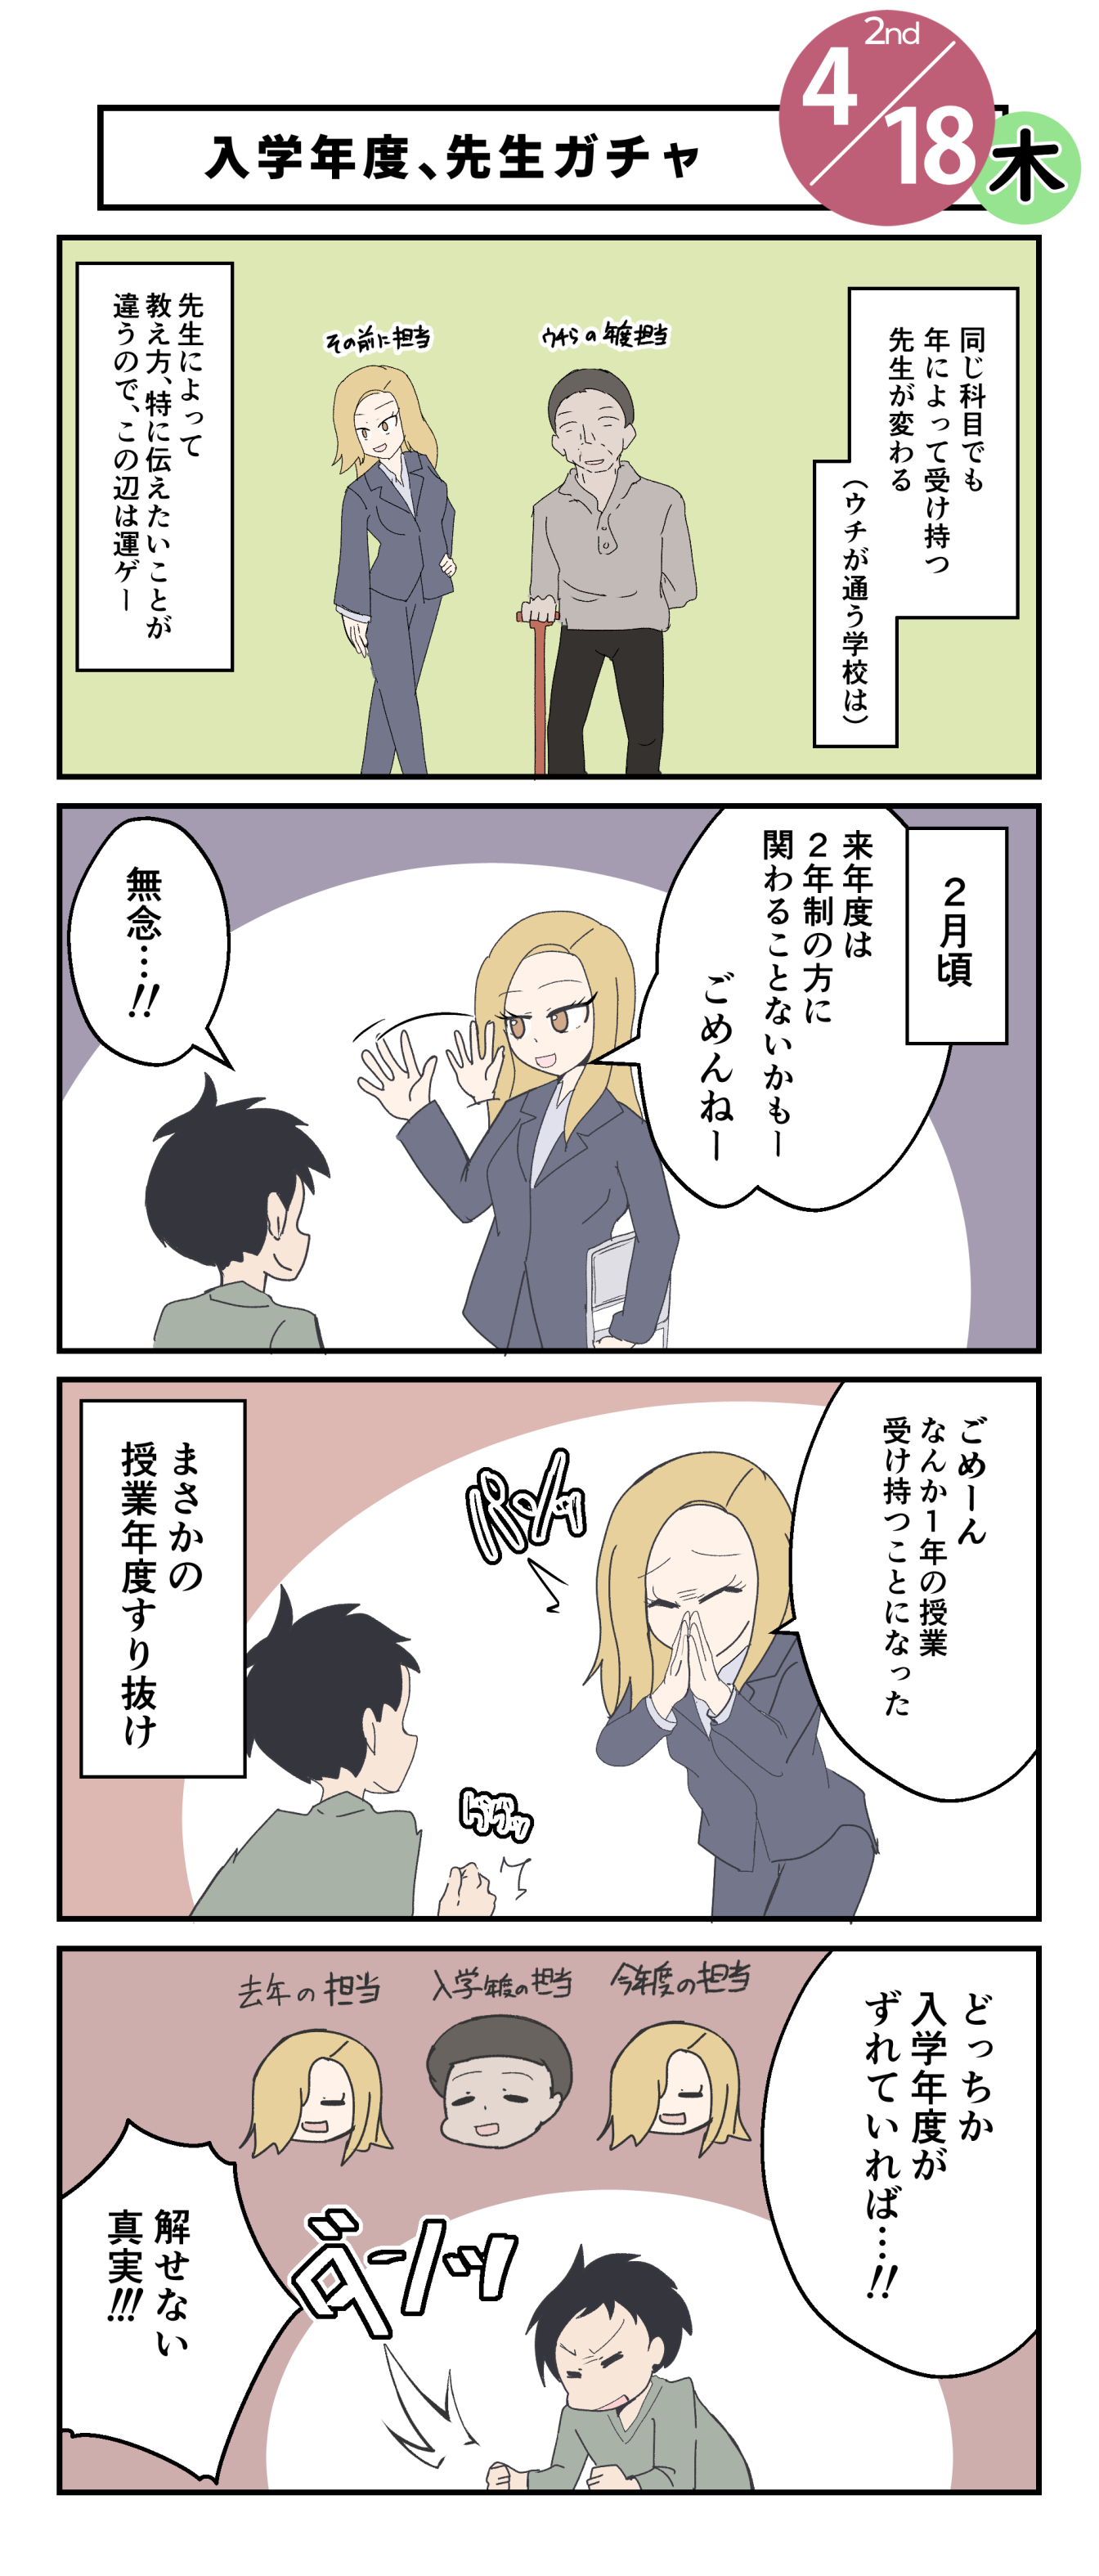 2nd
4/18
木
入学年度、先生ガチャ
同じ科目でも
年によって受け持つ
先生が変わる
（ウチが通う学校は）
ウチらの年度担当
その前に担当
先生によって
教え方、特に伝えたいことが
違うので、この辺は運ゲー
2月頃
来年度は
2年制の方に
関わることないかもー
ごめんねー
無念…!!
ごめーん
なんか1年の授業
受け持つことになった
パンッ
ググッ
まさかの
授業年度すり抜け
どっちか
入学年度が
ずれていれば…!!
今年度の担当
入学年度の担当
去年の担当
ダーンッ
解せない
真実!!!